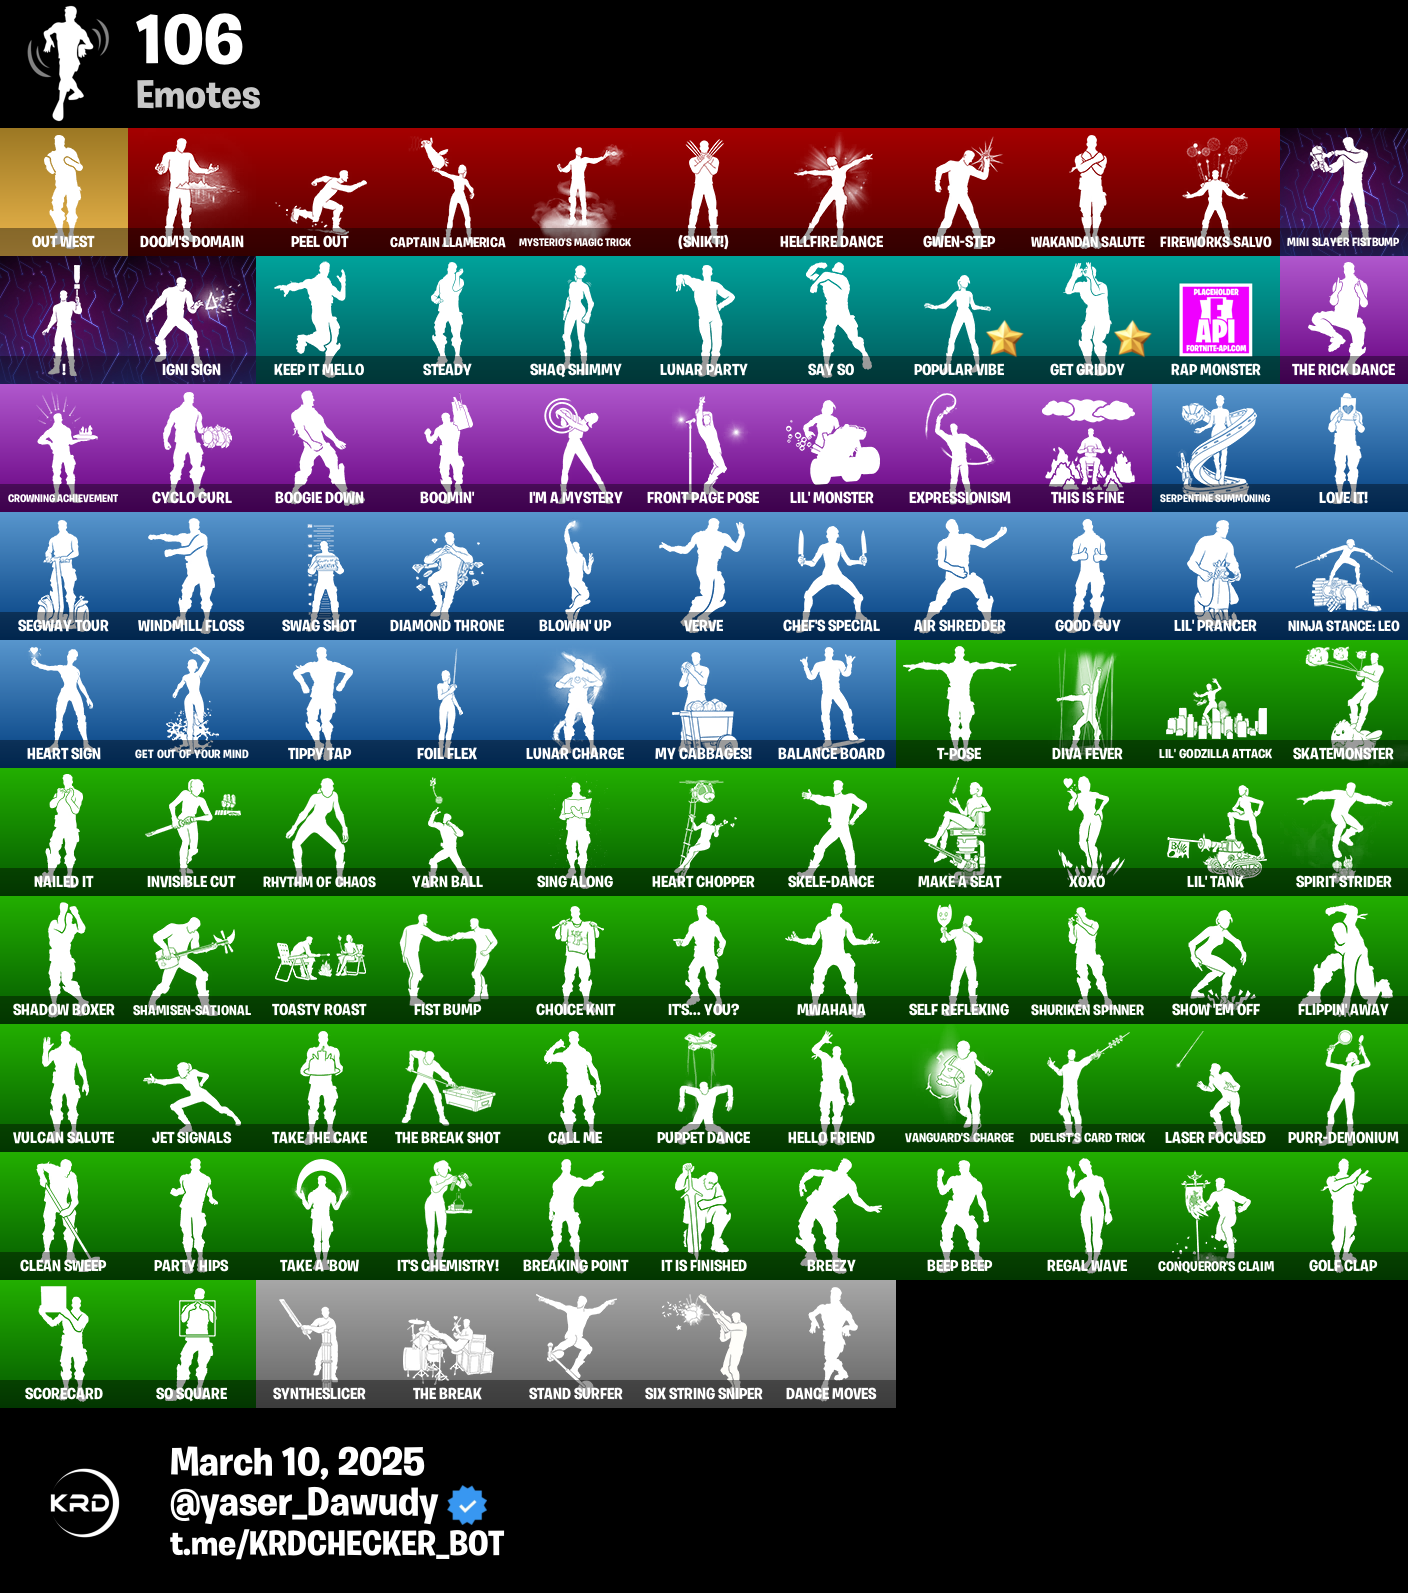 106
Emotes
OUT WEST
DOOM'S DOMAIN
PEEL OUT
CAPTAIN LLAMERICA
MYSTERIO'S MAGIC TRICK
(SNIKT!)
HELLFIRE DANCE
GWEN-STEP
WAKANDAN SALUTE
FIREWORKS SALVO
MINI SLAYER FISTBUMP
!
IGNI SIGN
KEEP IT MELLO
STEADY
SHAQ SHIMMY
LUNAR PARTY
SAY SO
POPULAR VIBE
GET GRIDDY
PLACEHOLDER
API
FORTNITE-API.COM
RAP MONSTER
THE RICK DANCE
CROWNING ACHIEVEMENT
CYCLO CURL
BOOGIE DOWN
BOOMIN'
I'M A MYSTERY
FRONT PAGE POSE
LIL' MONSTER
EXPRESSIONISM
THIS IS FINE
SERPENTINE SUMMONING
LOVE IT!
SEGWAY TOUR
WINDMILL FLOSS
SWAG SHOT
DIAMOND THRONE
BLOWIN' UP
VERVE
CHEF'S SPECIAL
AIR SHREDDER
GOOD GUY
LIL' PRANCER
NINJA STANCE: LEO
HEART SIGN
GET OUT OF YOUR MIND
TIPPY TAP
FOIL FLEX
LUNAR CHARGE
MY CABBAGES!
BALANCE BOARD
T-POSE
DIVA FEVER
LIL' GODZILLA ATTACK
SKATEMONSTER
NAILED IT
INVISIBLE CUT
RHYTHM OF CHAOS
YARN BALL
SING ALONG
HEART CHOPPER
SKELE-DANCE
MAKE A SEAT
XOXO
LIL' TANK
SPIRIT STRIDER
SHADOW BOXER
SHAMISEN-SATIONAL
TOASTY ROAST
FIST BUMP
CHOICE KNIT
IT'S... YOU?
MWAHAHA
SELF REFLEXING
SHURIKEN SPINNER
SHOW 'EM OFF
FLIPPIN' AWAY
VULCAN SALUTE
JET SIGNALS
TAKE THE CAKE
THE BREAK SHOT
CALL ME
PUPPET DANCE
HELLO FRIEND
VANGUARD'S CHARGE
DUELIST'S CARD TRICK
LASER FOCUSED
PURR-DEMONIUM
CLEAN SWEEP
PARTY HIPS
TAKE A 'BOW
IT'S CHEMISTRY!
BREAKING POINT
IT IS FINISHED
BREEZY
BEEP BEEP
REGAL WAVE
CONQUEROR'S CLAIM
GOLF CLAP
SCORECARD
SQ SQUARE
SYNTHESLICER
THE BREAK
STAND SURFER
SIX STRING SNIPER
DANCE MOVES
KRD
March 10, 2025
@yaser_Dawudy
t.me/KRDCHECKER_BOT